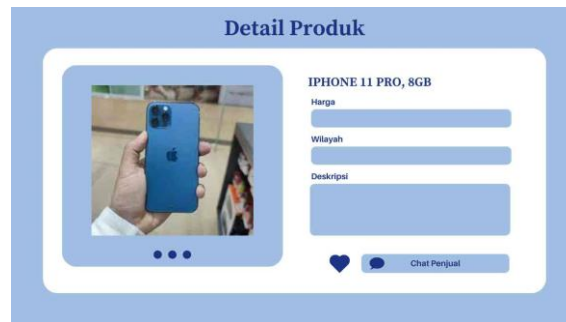 Detail Produk
IPHONE 11 PRO, 8GB
Harga
Wilayah
Deskripsi
Chat Penjual